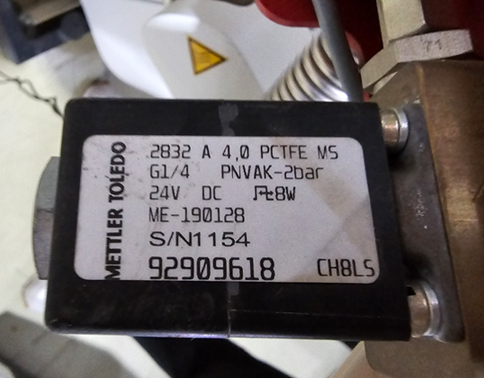 METTLER TOLEDO
2832 A 4,0 PCTFE MS
G1/4 PNVAK-2bar
24V DC 8W
ME-190128
S/N1154
92909618 CH8LS
71